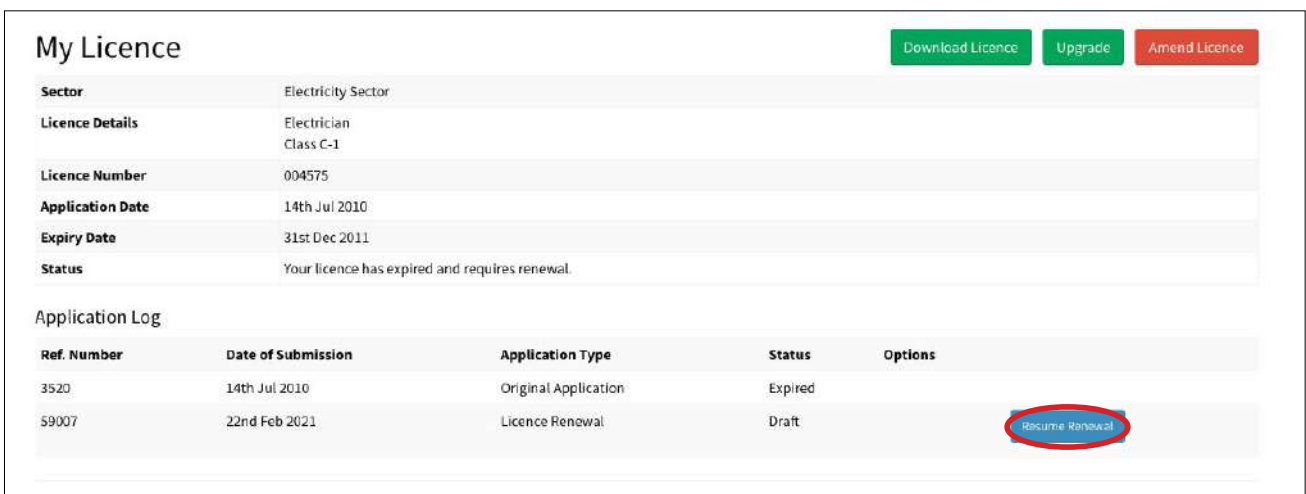 My Licence
Download Licence Upgrade Amend Licence
Sector Electricity Sector
Licence Details Electrician
Class C-1
Licence Number 004575
Application Date 14th Jul 2010
Expiry Date 31st Dec 2011
Status Your licence has expired and requires renewal.
Application Log
Ref. Number Date of Submission Application Type Status Options
3520 14th Jul 2010 Original Application Expired
59007 22nd Feb 2021 Licence Renewal Draft Resume Renewal